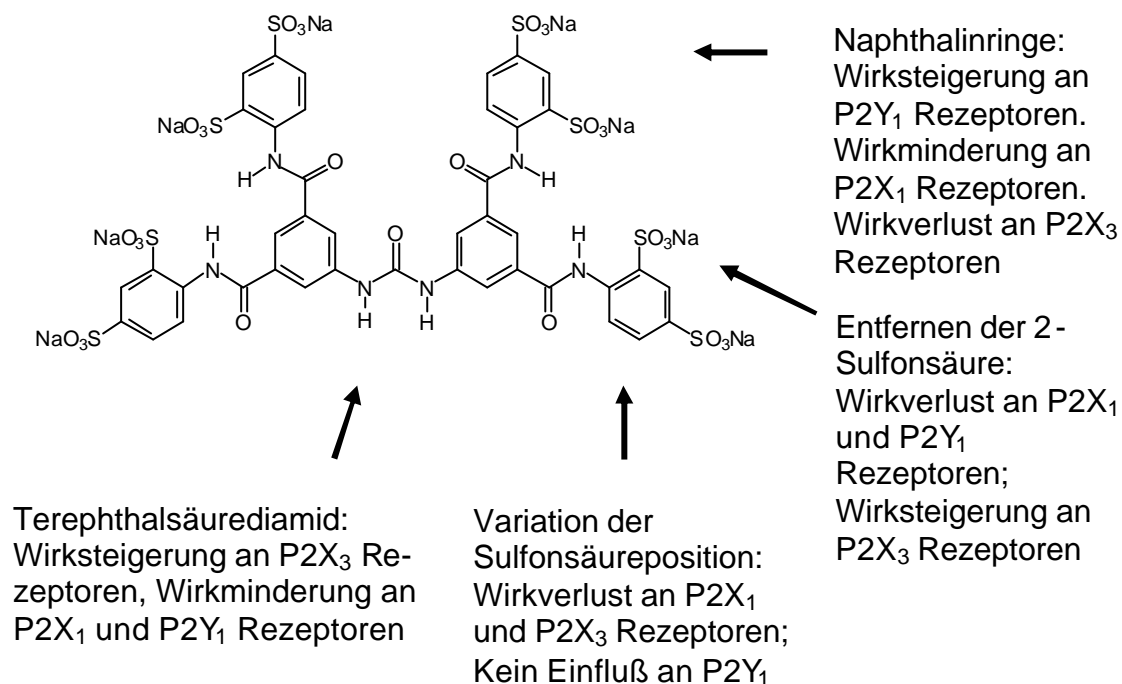 SO₃Na SO₃Na
NaO₃S SO₃Na
N O O N
H H
NaO₃S H O H SO₃Na
N N
O N N O
NaO₃S H H SO₃Na
Naphthalinringe:
Wirksteigerung an
P2Y₁ Rezeptoren.
Wirkminderung an
P2X₁ Rezeptoren.
Wirkverlust an P2X₃
Rezeptoren
Entfernen der 2-
Sulfonsäure:
Wirkverlust an P2X₁
und P2Y₁
Rezeptoren;
Wirksteigerung an
P2X₃ Rezeptoren
Terephthalsäurediamid:
Wirksteigerung an P2X₃ Re-
zeptoren, Wirkminderung an
P2X₁ und P2Y₁ Rezeptoren
Variation der
Sulfonsäureposition:
Wirkverlust an P2X₁
und P2X₃ Rezeptoren;
Kein Einfluß an P2Y₁